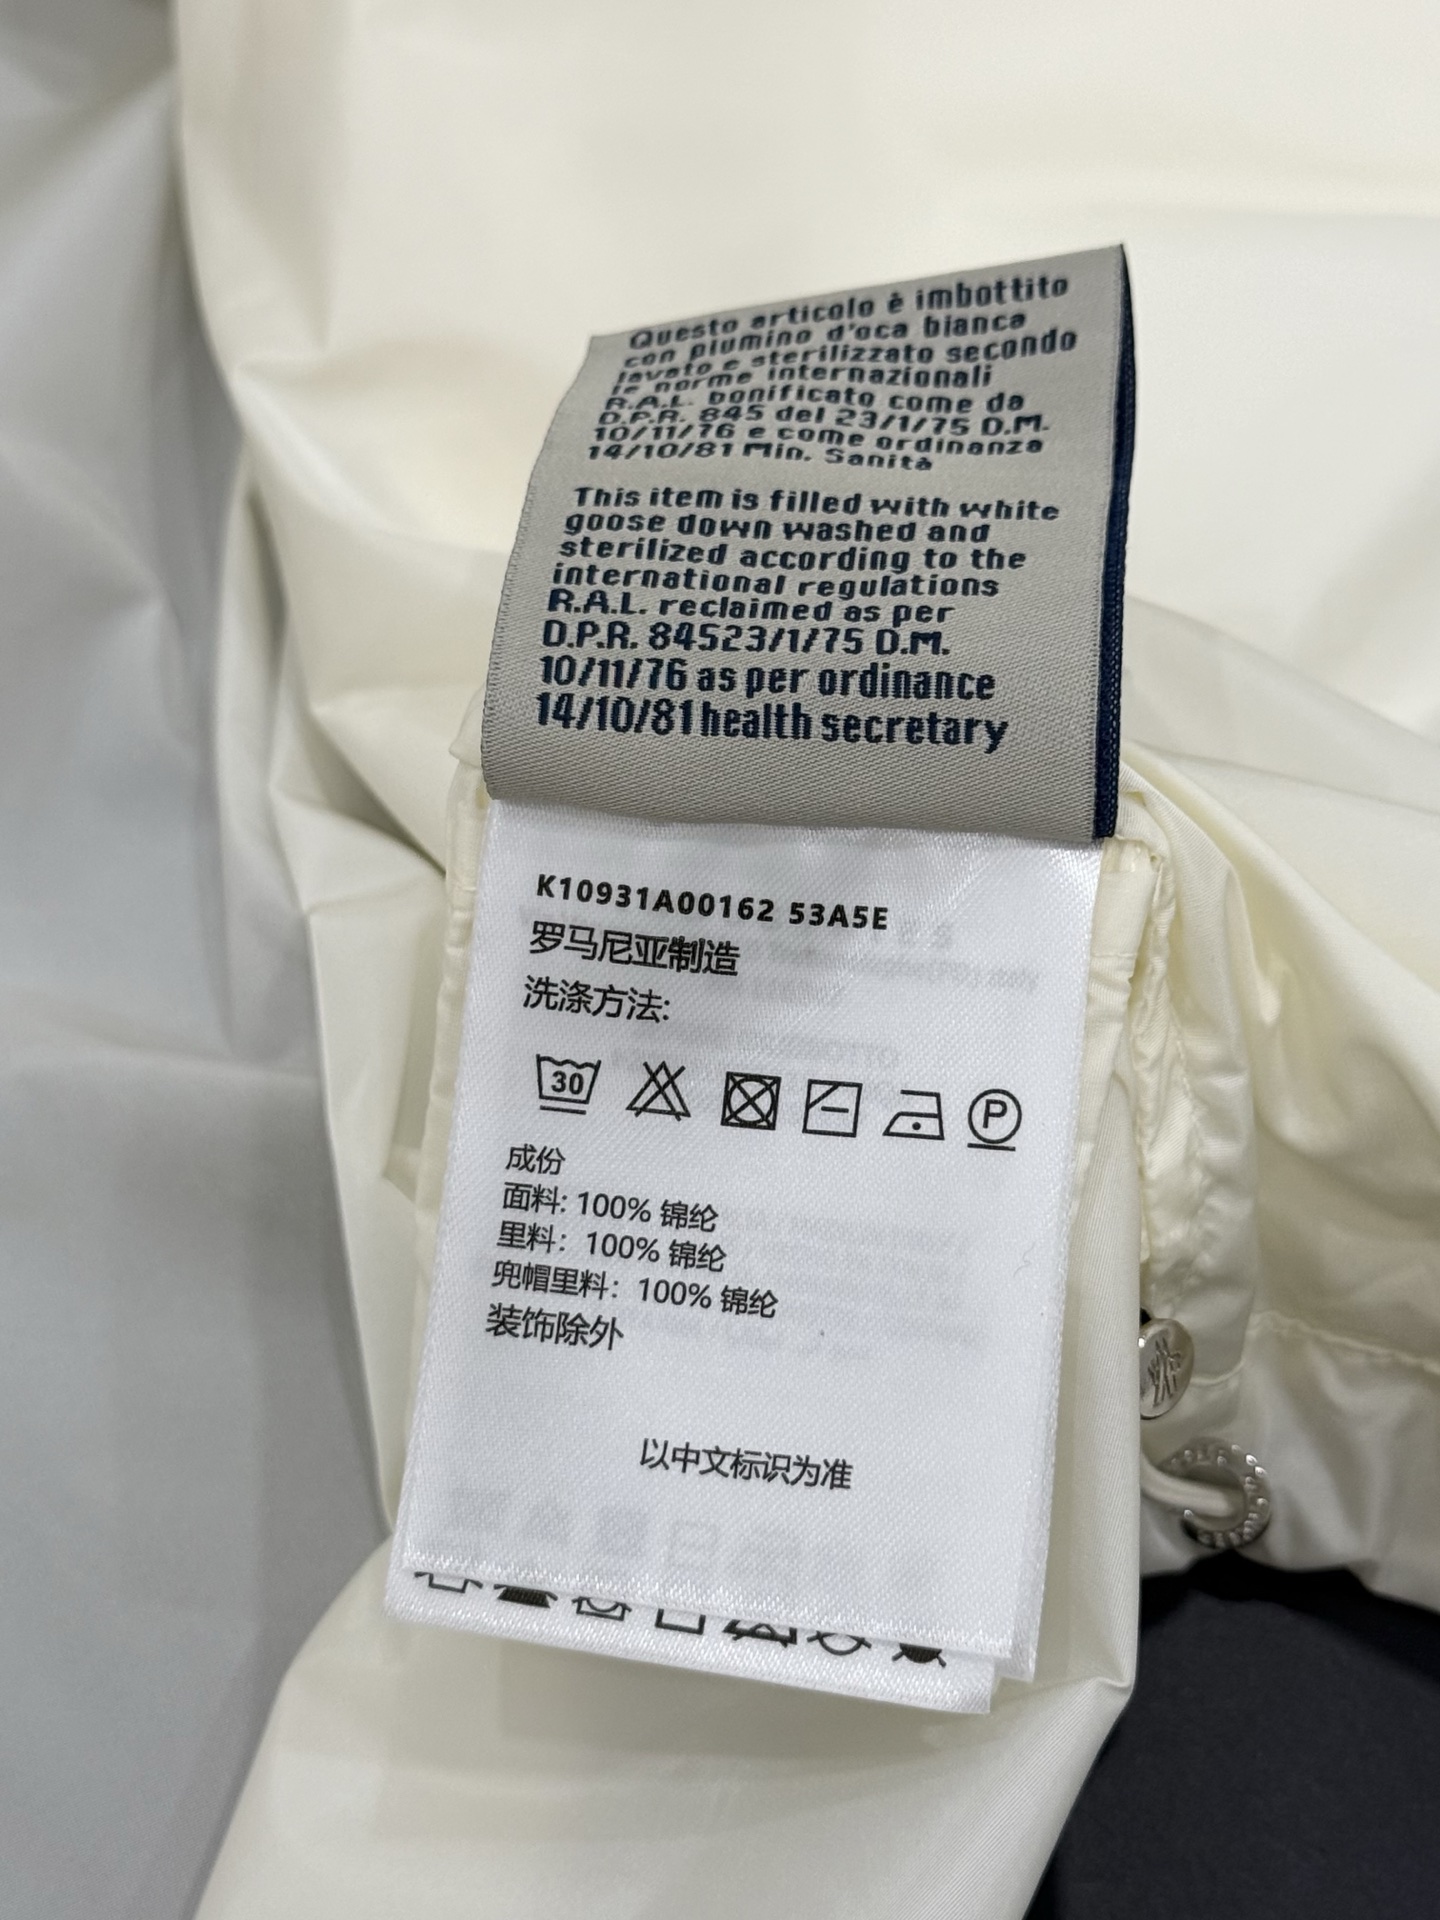 Questo articolo è imbottito
con piumino d'oca bianca
lavato e sterilizzato secondo
le norme internazionali
R.A.L. bonificato come da
D.P.R. 845 del 23/1/75 D.M.
10/11/76 e come ordinanza
14/10/81 Min. Sanità
This item is filled with white
goose down washed and
sterilized according to the
international regulations
R.A.L. reclaimed as per
D.P.R. 84523/1/75 D.M.
10/11/76 as per ordinance
14/10/81 health secretary
K10931A00162 53A5E
罗马尼亚制造
洗涤方法:
30
P
成份
面料: 100% 锦纶
里料: 100% 锦纶
兜帽里料: 100% 锦纶
装饰除外
以中文标识为准